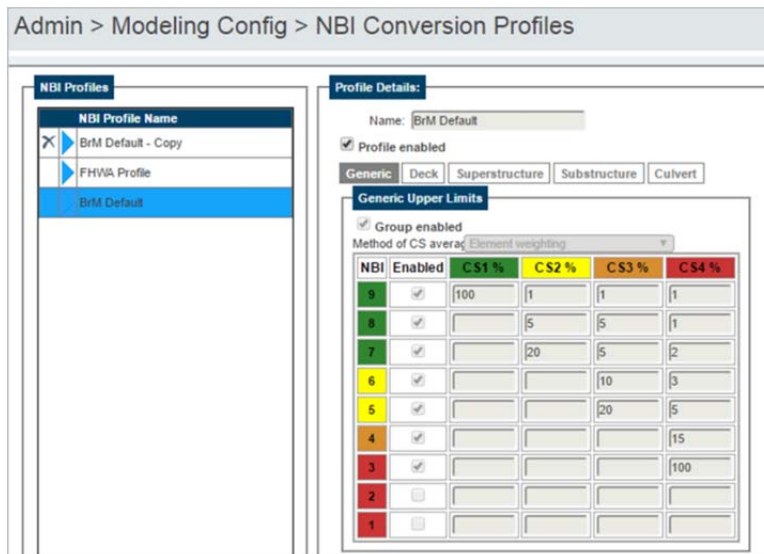 Admin > Modeling Config > NBI Conversion Profiles
NBI Profiles
NBI Profile Name
BrM Default - Copy
FHWA Profile
BrM Default
Profile Details:
Name: BrM Default
Profile enabled
Generic Deck Superstructure Substructure Culvert
Generic Upper Limits
Group enabled
Method of CS averag Element weighting
NBI Enabled CS1 % CS2 % CS3 % CS4 %
9 100 1 1 1
8 5 5 1
7 20 5 2
6 10 3
5 20 5
4 15
3 100
2
1